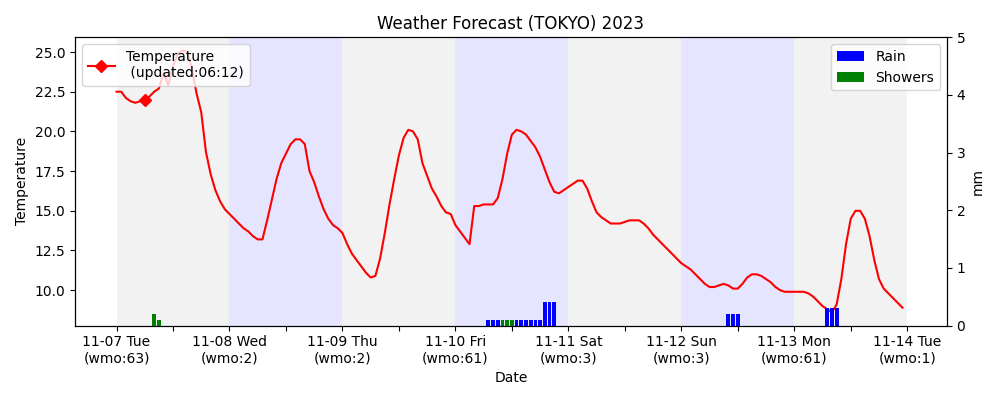 Weather Forecast (TOKYO) 2023
Temperature
(updated:06:12)
Rain
Showers
25.0
22.5
20.0
17.5
15.0
12.5
10.0
Temperature
5
4
3
2
1
0
mm
11-07 Tue 11-08 Wed 11-09 Thu 11-10 Fri 11-11 Sat 11-12 Sun 11-13 Mon 11-14 Tue
(wmo:63) (wmo:2) (wmo:2) (wmo:61) (wmo:3) (wmo:3) (wmo:61) (wmo:1)
Date